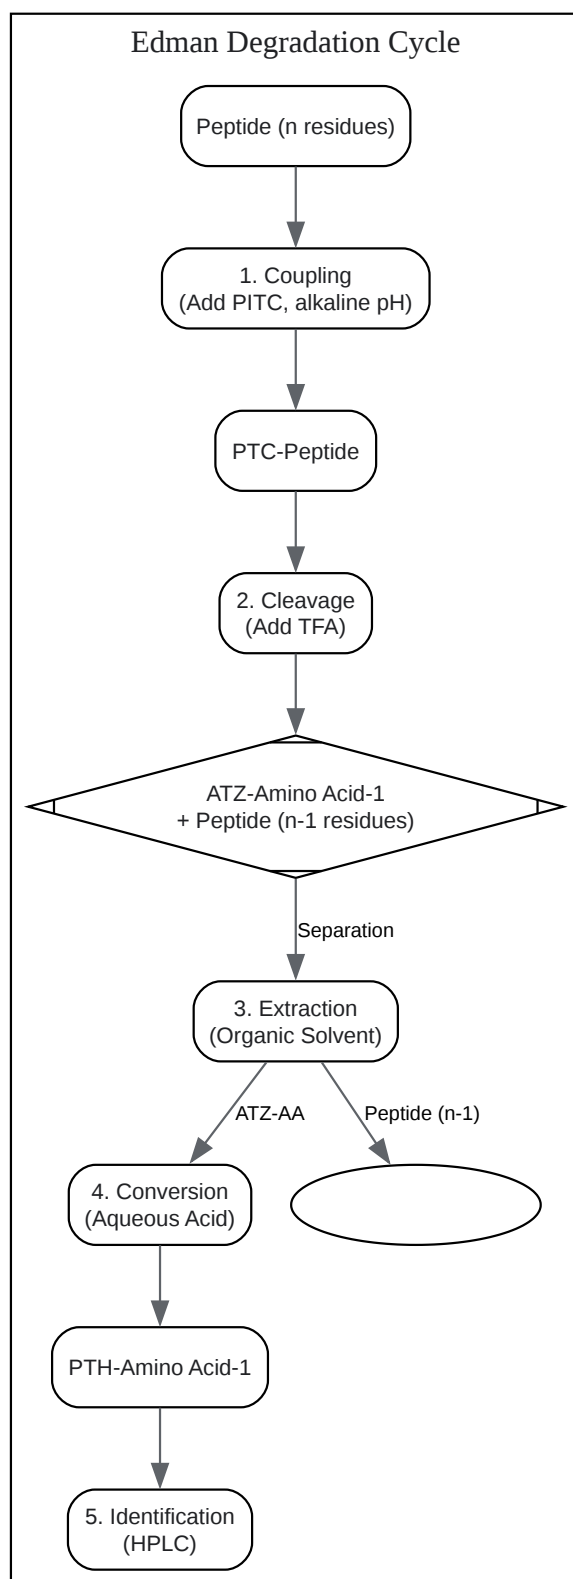 Edman Degradation Cycle
Peptide (n residues)
1. Coupling
(Add PITC, alkaline pH)
PTC-Peptide
2. Cleavage
(Add TFA)
ATZ-Amino Acid-1
+ Peptide (n-1 residues)
Separation
3. Extraction
(Organic Solvent)
ATZ-AA
Peptide (n-1)
4. Conversion
(Aqueous Acid)
PTH-Amino Acid-1
5. Identification
(HPLC)